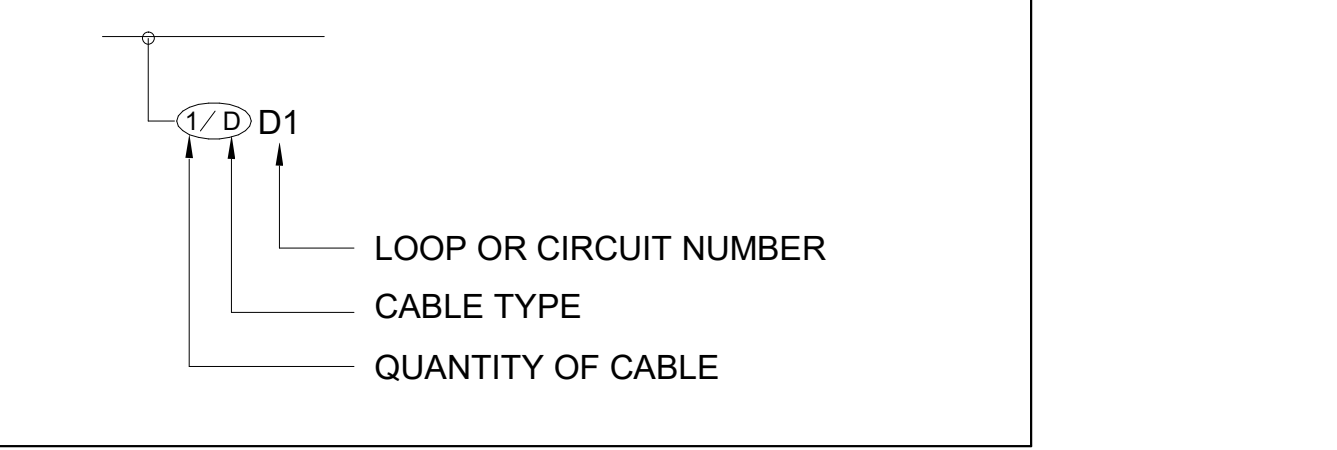 1/ D D1
LOOP OR CIRCUIT NUMBER
CABLE TYPE
QUANTITY OF CABLE